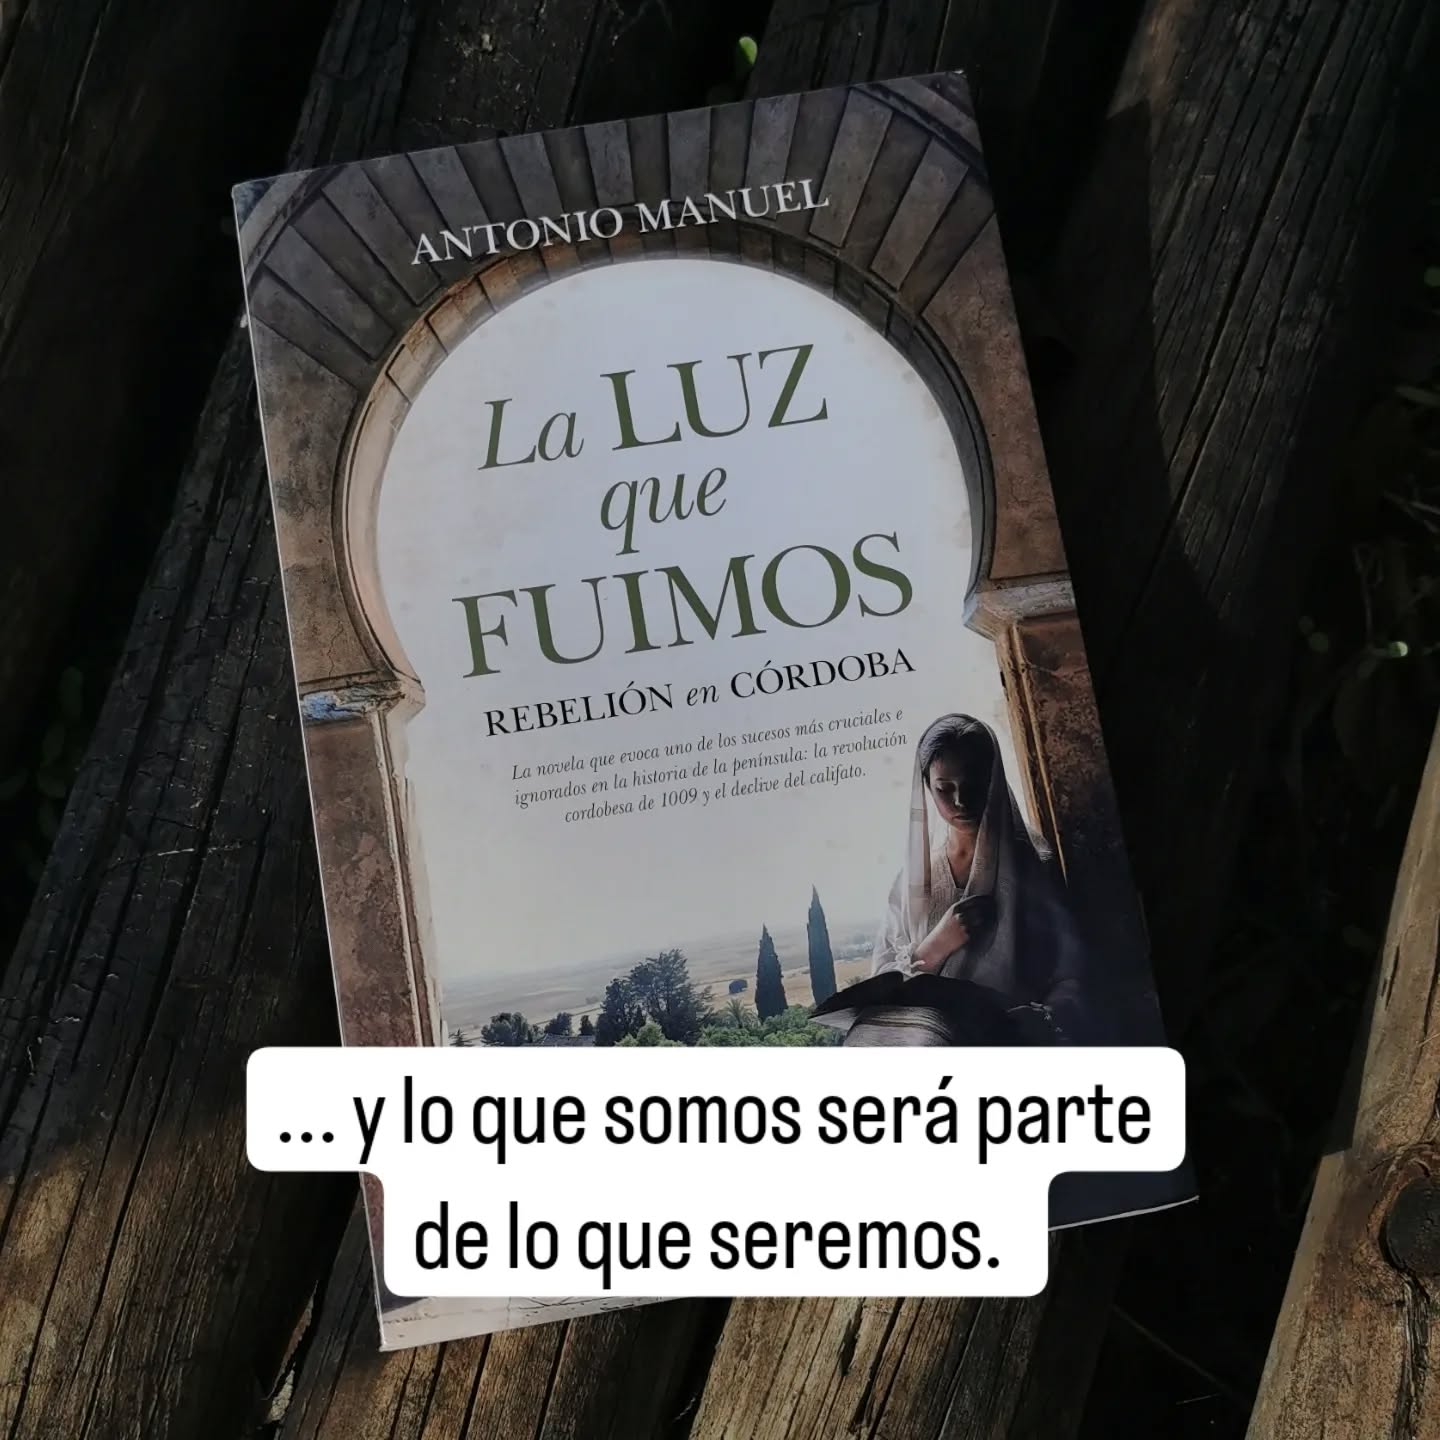 ANTONIO MANUEL
La LUZ
que
FUIMOS
REBELIÓN en CÓRDOBA
La novela que evoca uno de los sucesos más cruciales e
ignorados en la historia de la península: la revolución
cordobesa de 1009 y el declive del califato.
... y lo que somos será parte
de lo que seremos.